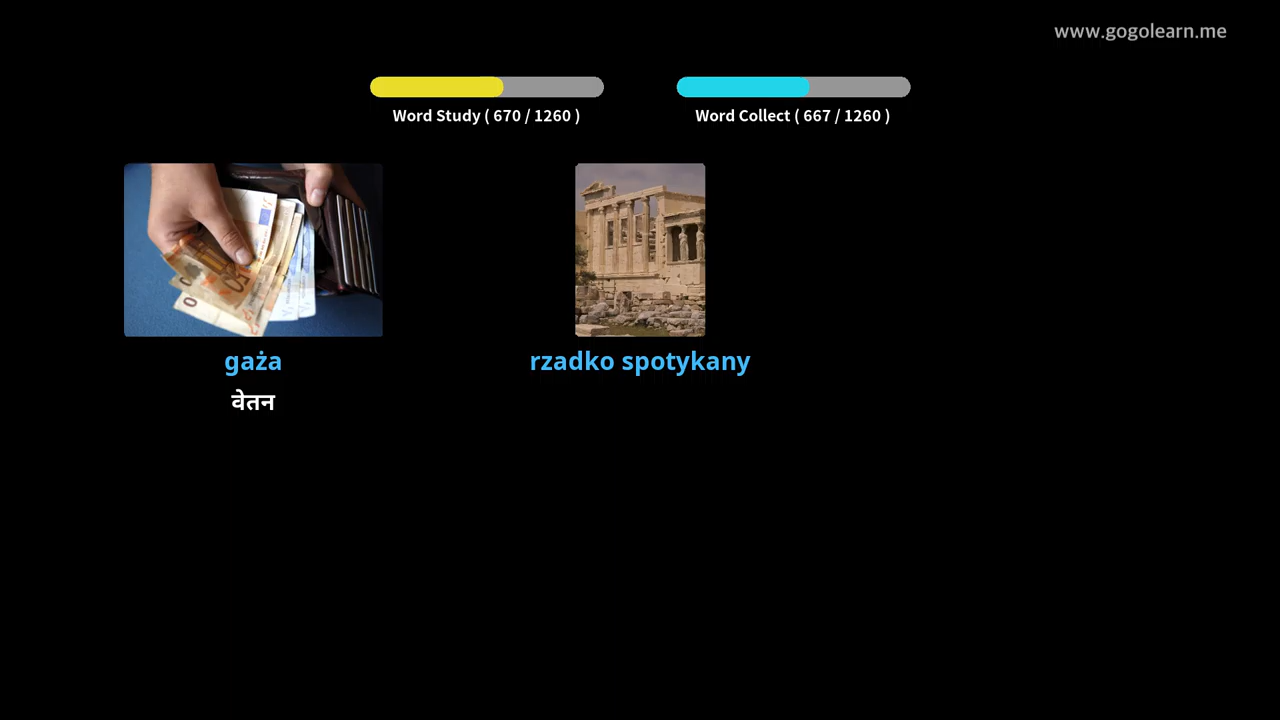 www.gogolearn.me
Word Study ( 670 / 1260 )
Word Collect ( 667 / 1260 )
gaża
rzadko spotykany
वेतन